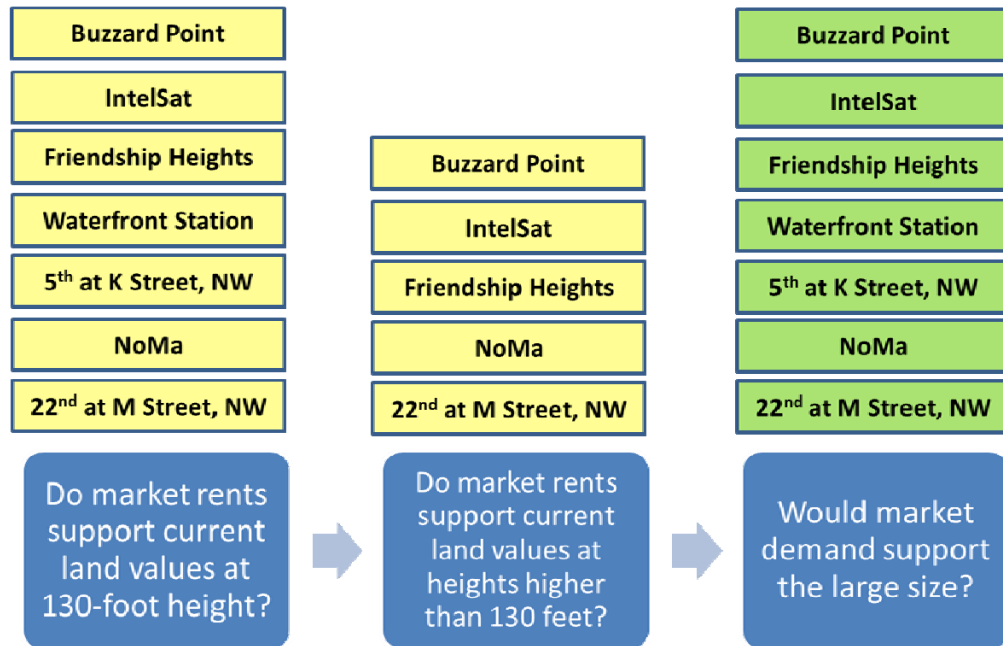 Buzzard Point
IntelSat
Friendship Heights
Waterfront Station
5th at K Street, NW
NoMa
22nd at M Street, NW
Do market rents
support current
land values at
130-foot height?
Buzzard Point
IntelSat
Friendship Heights
NoMa
22nd at M Street, NW
Do market rents
support current
land values at
heights higher
than 130 feet?
Buzzard Point
IntelSat
Friendship Heights
Waterfront Station
5th at K Street, NW
NoMa
22nd at M Street, NW
Would market
demand support
the large size?